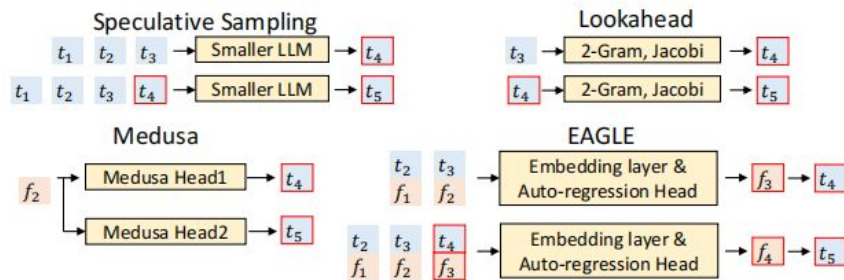 Speculative Sampling
t₁ t₂ t₃ Smaller LLM t₄
t₁ t₂ t₃ t₄ Smaller LLM t₅
Lookahead
t₃ 2-Gram, Jacobi t₄
t₄ 2-Gram, Jacobi t₅
Medusa
f₂
Medusa Head1 t₄
Medusa Head2 t₅
EAGLE
t₂ t₃
f₁ f₂
Embedding layer &
Auto-regression Head
f₃ t₄
t₂ t₃ t₄
f₁ f₂ f₃
Embedding layer &
Auto-regression Head
f₄ t₅